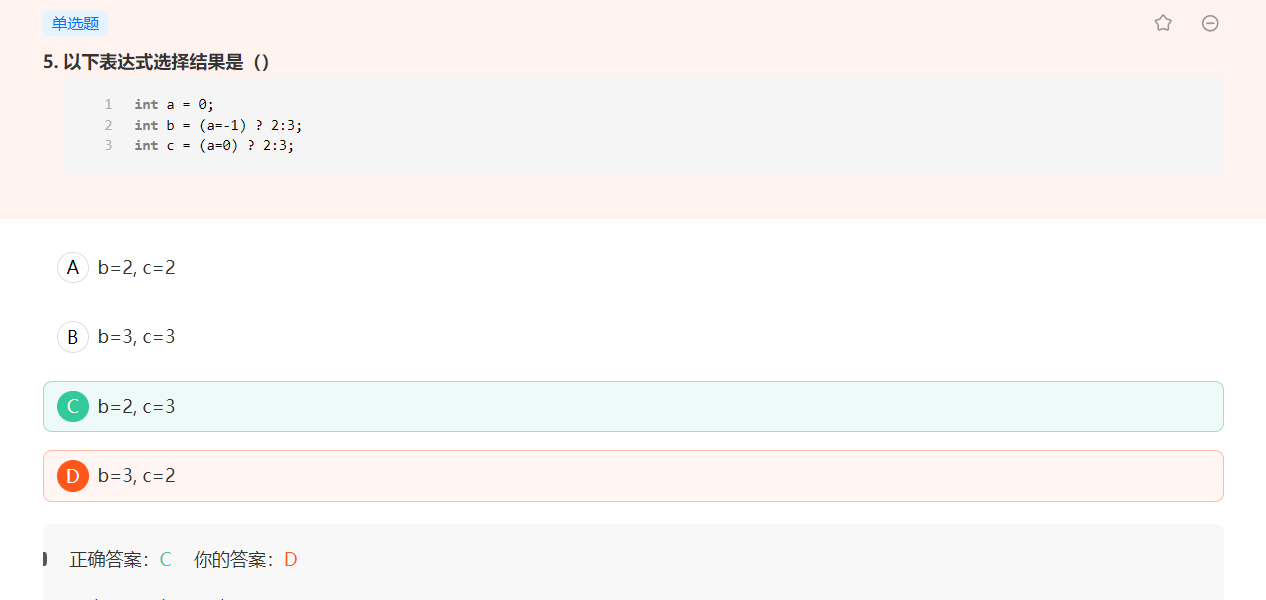 单选题
5. 以下表达式选择结果是（）
1 int a = 0;
2 int b = (a=-1) ? 2:3;
3 int c = (a=0) ? 2:3;
A b=2, c=2
B b=3, c=3
C b=2, c=3
D b=3, c=2
正确答案：C 你的答案：D